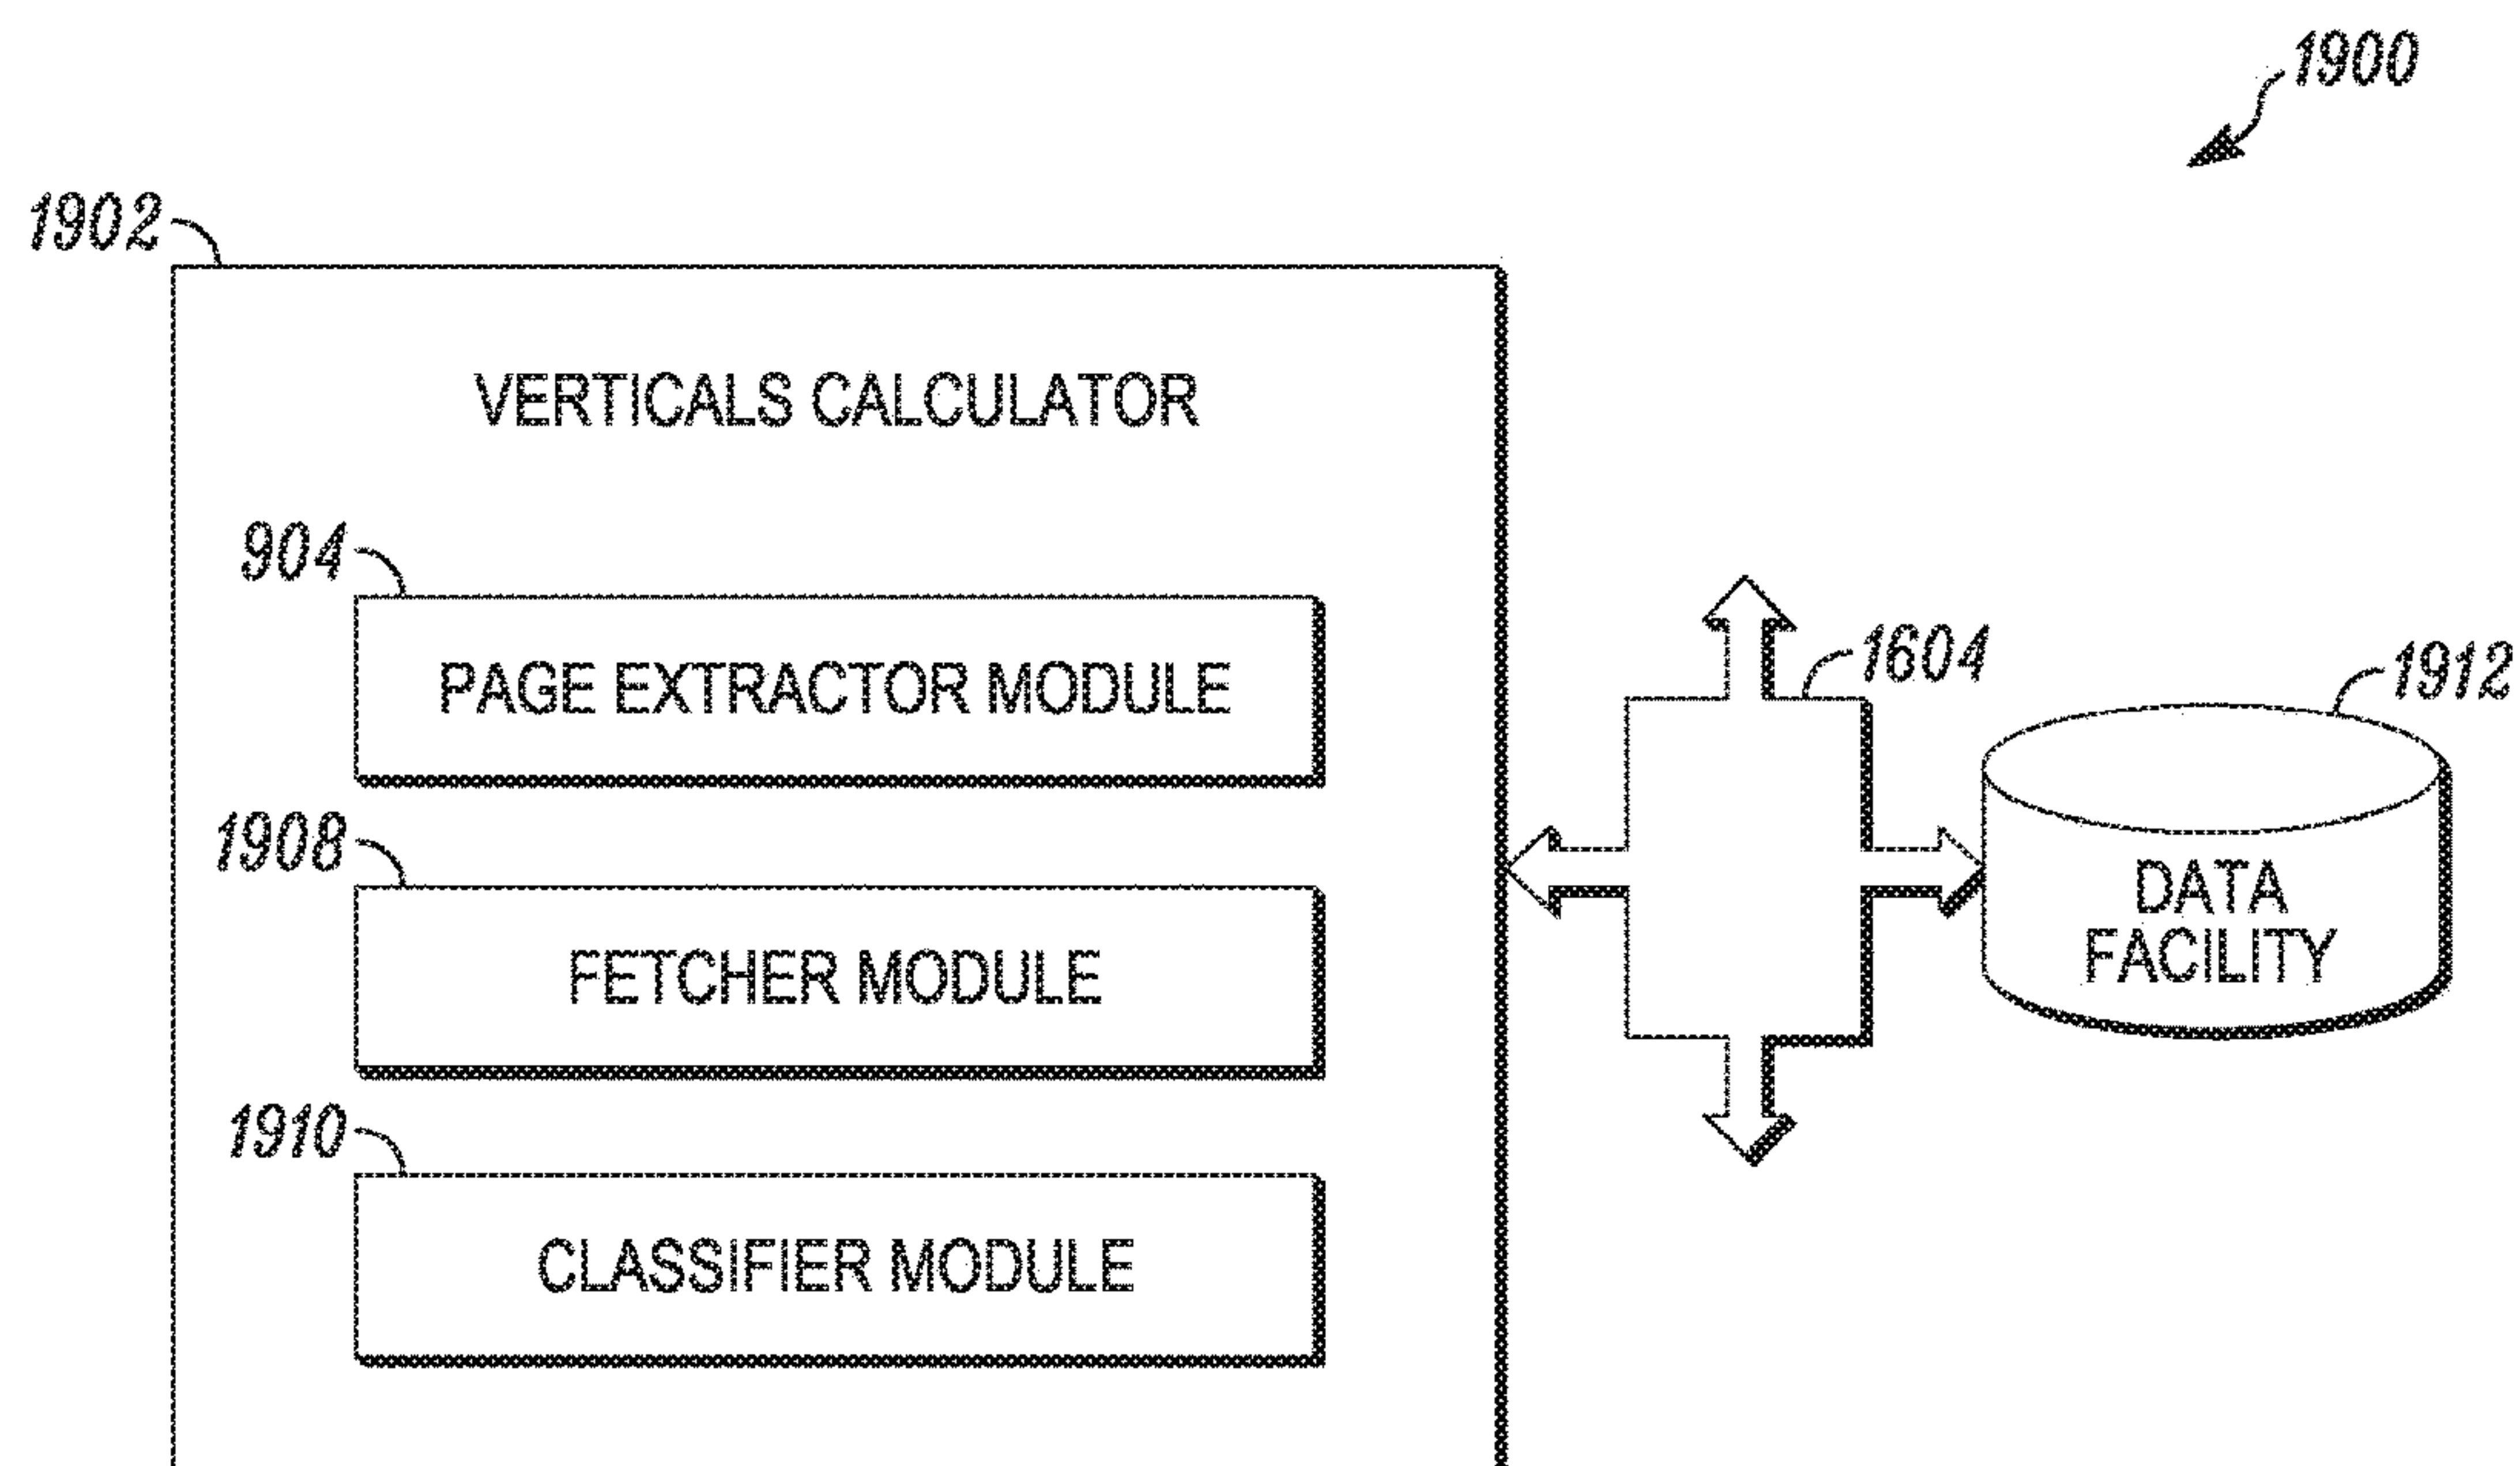 1900
1902
VERTICALS CALCULATOR
904
PAGE EXTRACTOR MODULE
1604
1912
1908
DATA
FACILITY
FETCHER MODULE
1910
CLASSIFIER MODULE